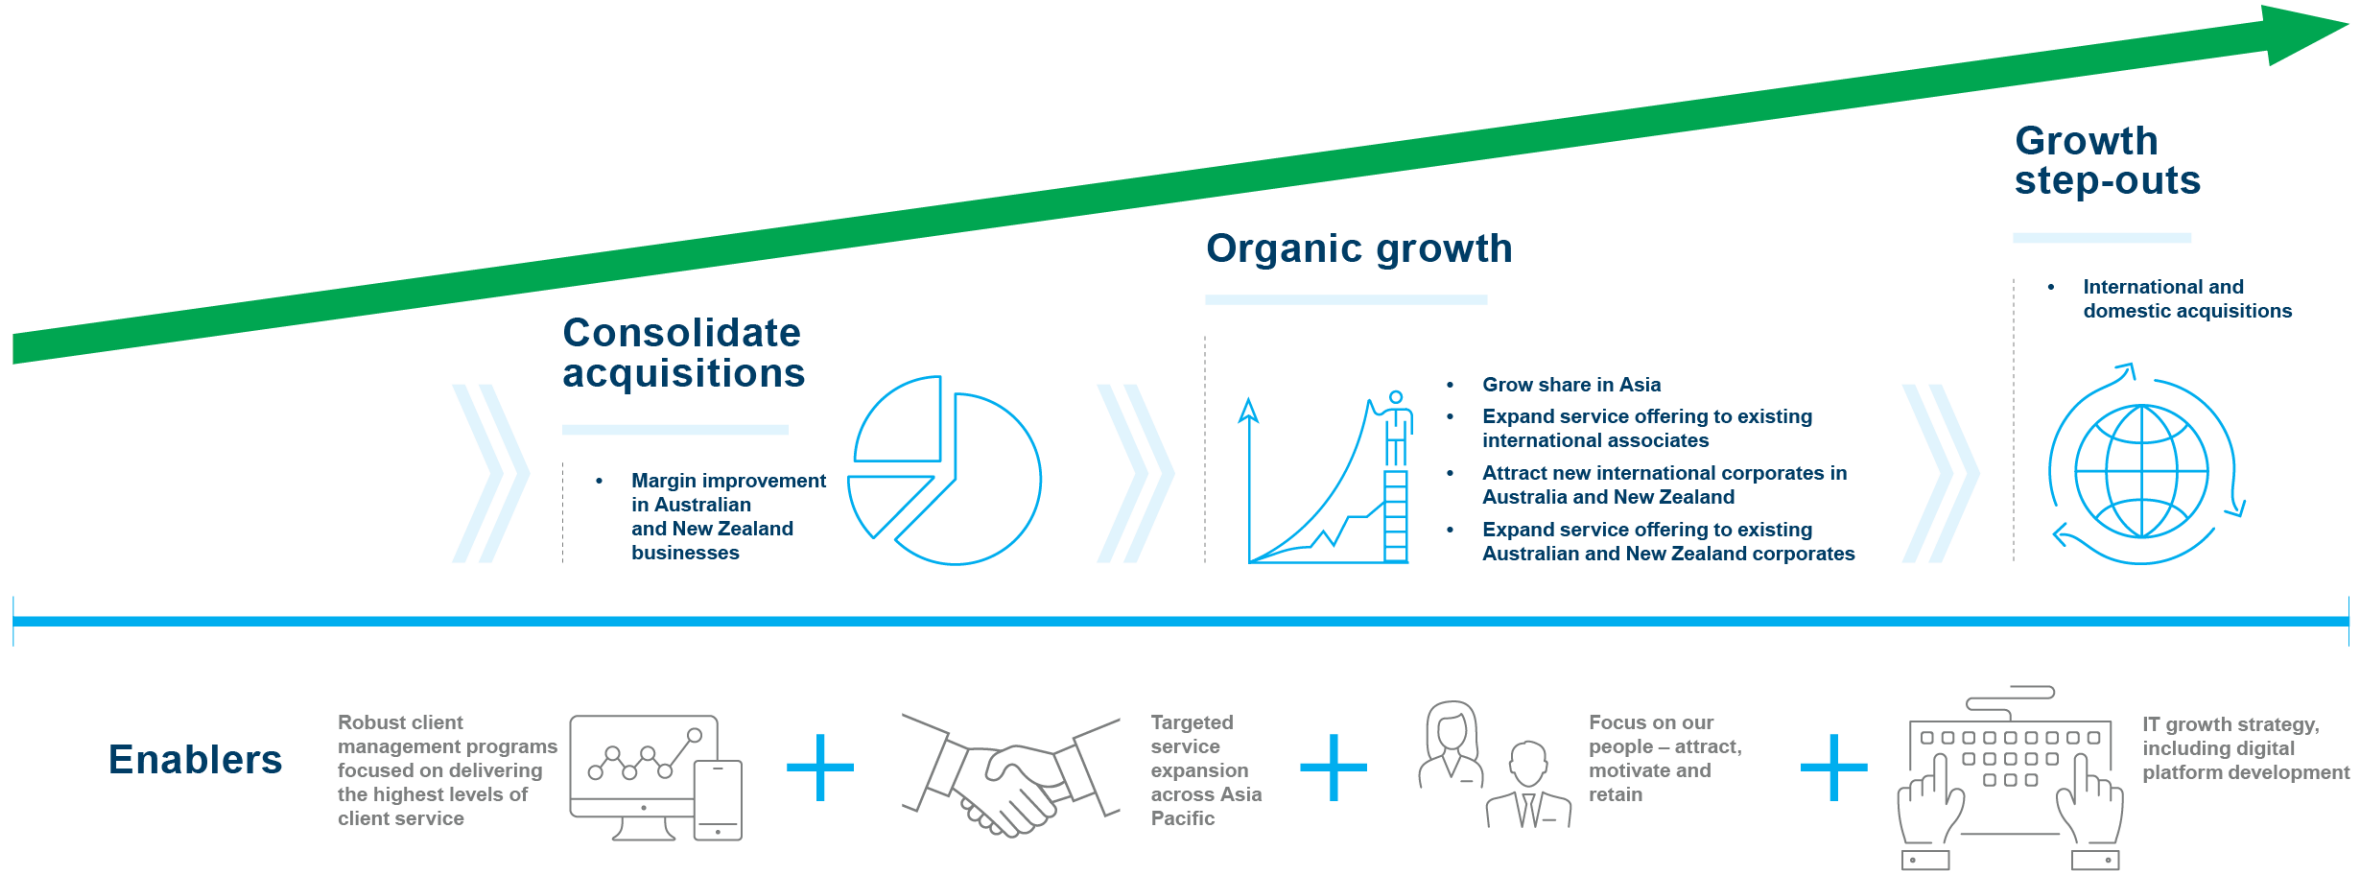 Growth
step-outs
• International and
domestic acquisitions
Organic growth
• Grow share in Asia
• Expand service offering to existing
international associates
• Attract new international corporates in
Australia and New Zealand
• Expand service offering to existing
Australian and New Zealand corporates
Consolidate
acquisitions
• Margin improvement
in Australian
and New Zealand
businesses
Enablers
Robust client
management programs
focused on delivering
the highest levels of
client service
Targeted
service
expansion
across Asia
Pacific
Focus on our
people – attract,
motivate and
retain
IT growth strategy,
including digital
platform development